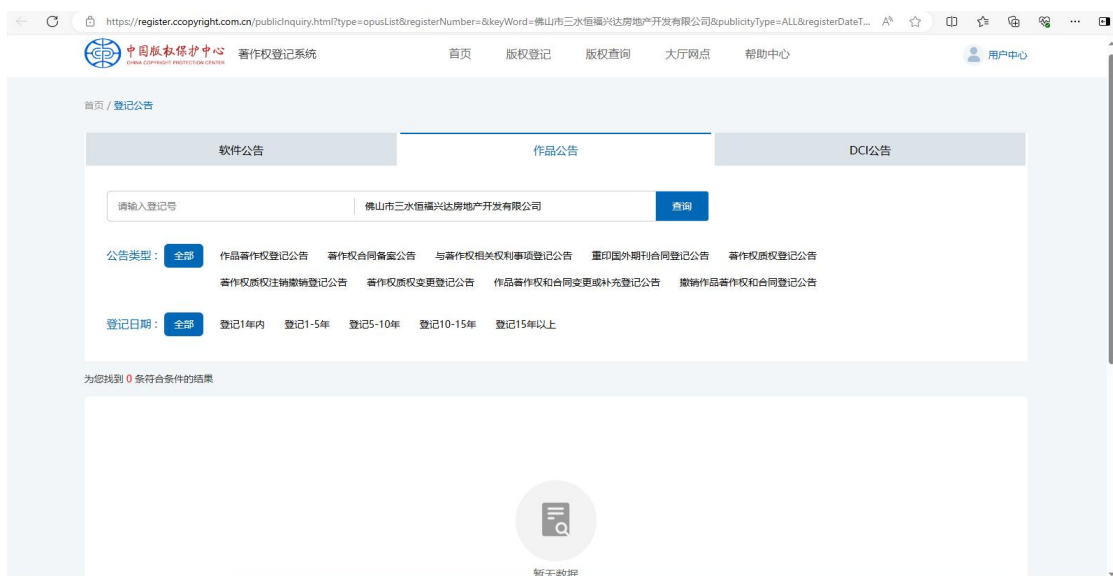 https://register.ccopyright.com.cn/publicInquiry.html?type=opusList&registerNumber=&keyWord=佛山市三水恒福兴达房地产开发有限公司&publicityType=ALL&registerDateT...
中国版权保护中心 著作权登记系统 首页 版权登记 版权查询 大厅网点 帮助中心 用户中心
CHINA COPYRIGHT PROTECTION CENTER
首页 / 登记公告
软件公告 作品公告 DCI公告
请输入登记号 佛山市三水恒福兴达房地产开发有限公司 查询
公告类型： 全部 作品著作权登记公告 著作权合同备案公告 与著作权相关权利事项登记公告 重印国外期刊合同登记公告 著作权质权登记公告
著作权质权注销撤销登记公告 著作权质权变更登记公告 作品著作权和合同变更或补充登记公告 撤销作品著作权和合同登记公告
登记日期： 全部 登记1年内 登记1-5年 登记5-10年 登记10-15年 登记15年以上
为您找到 0 条符合条件的结果
暂无数据